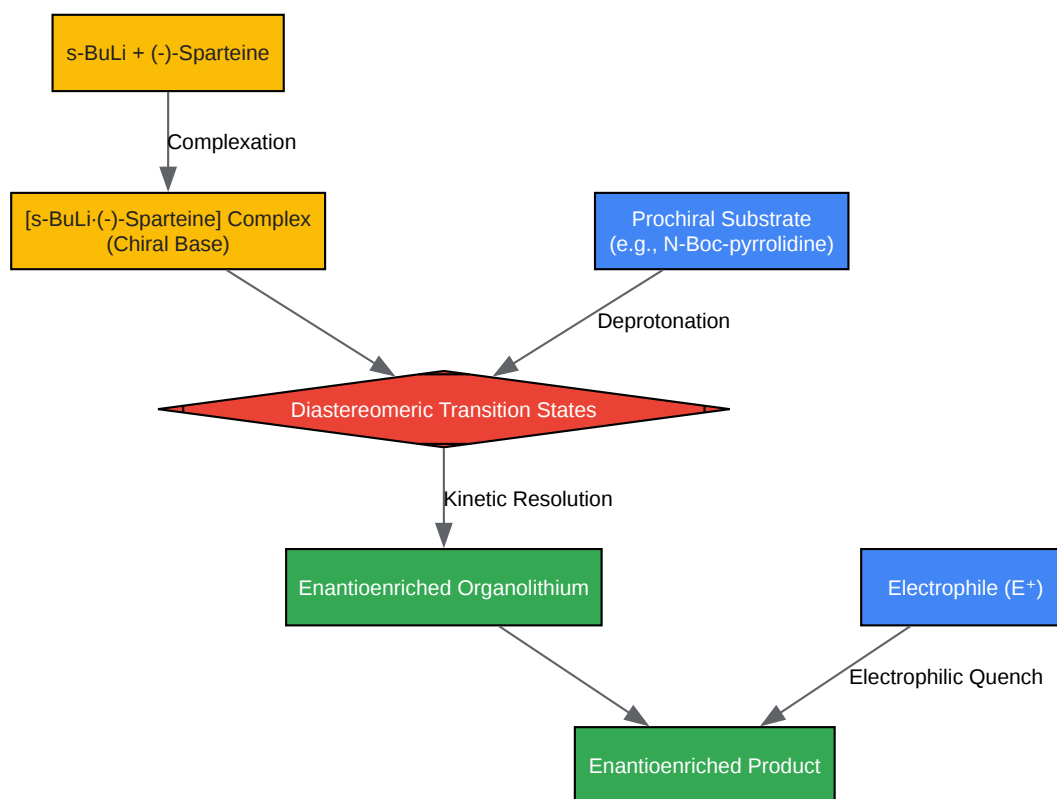 s-BuLi + (-)-Sparteine
Complexation
[s-BuLi·(-)-Sparteine] Complex
(Chiral Base)
Prochiral Substrate
(e.g., N-Boc-pyrrolidine)
Deprotonation
Diastereomeric Transition States
Kinetic Resolution
Enantioenriched Organolithium
Electrophile (E⁺)
Electrophilic Quench
Enantioenriched Product